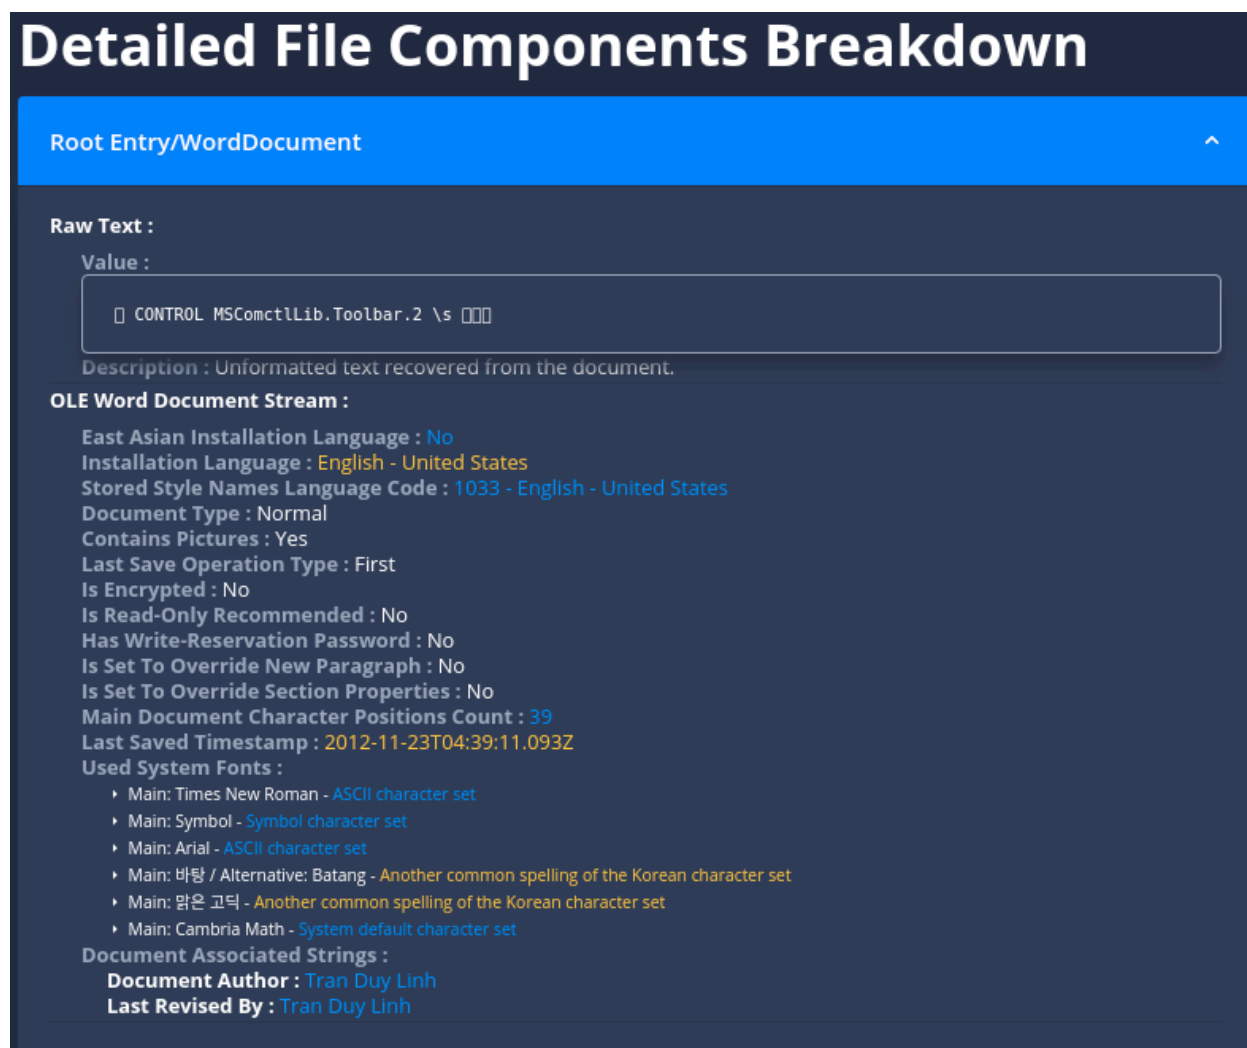 Detailed File Components Breakdown
Root Entry/WordDocument
Raw Text :
Value :
▯ CONTROL MSComctlLib.Toolbar.2 \s ▯▯▯
Description : Unformatted text recovered from the document.
OLE Word Document Stream :
East Asian Installation Language : No
Installation Language : English - United States
Stored Style Names Language Code : 1033 - English - United States
Document Type : Normal
Contains Pictures : Yes
Last Save Operation Type : First
Is Encrypted : No
Is Read-Only Recommended : No
Has Write-Reservation Password : No
Is Set To Override New Paragraph : No
Is Set To Override Section Properties : No
Main Document Character Positions Count : 39
Last Saved Timestamp : 2012-11-23T04:39:11.093Z
Used System Fonts :
‣ Main: Times New Roman - ASCII character set
‣ Main: Symbol - Symbol character set
‣ Main: Arial - ASCII character set
‣ Main: 바탕 / Alternative: Batang - Another common spelling of the Korean character set
‣ Main: 맑은 고딕 - Another common spelling of the Korean character set
‣ Main: Cambria Math - System default character set
Document Associated Strings :
Document Author : Tran Duy Linh
Last Revised By : Tran Duy Linh